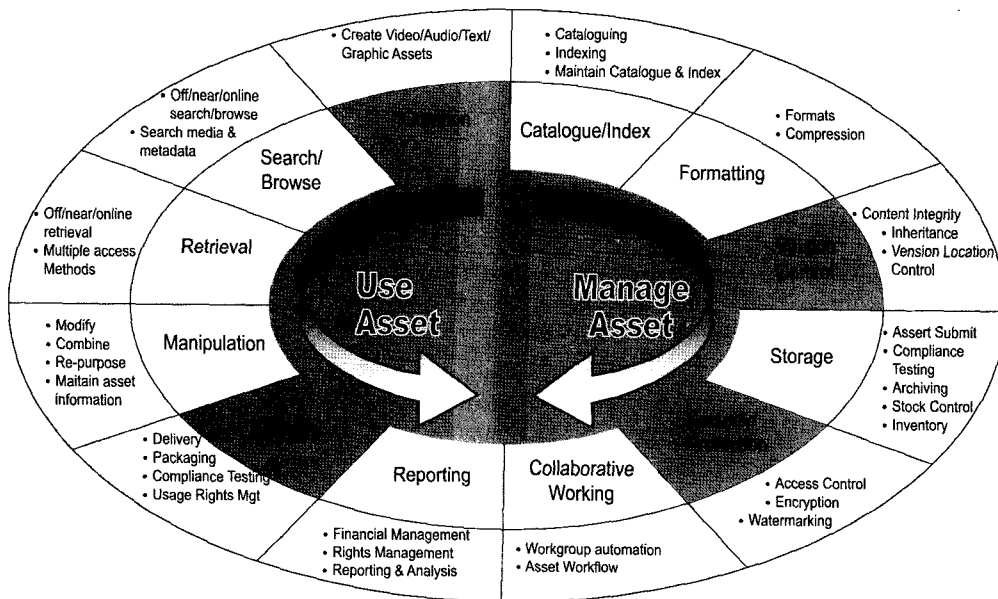 • Create Video/Audio/Text/
Graphic Assets
• Cataloguing
• Indexing
• Maintain Catalogue & Index
• Off/near/online
search/browse
• Search media &
metadata
• Formats
• Compression
Catalogue/Index
Search/
Browse
Formatting
• Off/near/online
retrieval
• Multiple access
Methods
Retrieval
• Content Integrity
• Inheritance
• Vension Location
Control
Use
Asset
Manage
Asset
• Modify
• Combine
• Re-purpose
• Maitain asset
information
Manipulation
Storage
• Assert Submit
• Compliance
Testing
• Archiving
• Stock Control
• Inventory
• Delivery
• Packaging
• Compliance Testing
• Usage Rights Mgt
Reporting
Collaborative
Working
• Access Control
• Encryption
• Watermarking
• Financial Management
• Rights Management
• Reporting & Analysis
• Workgroup automation
• Asset Workflow